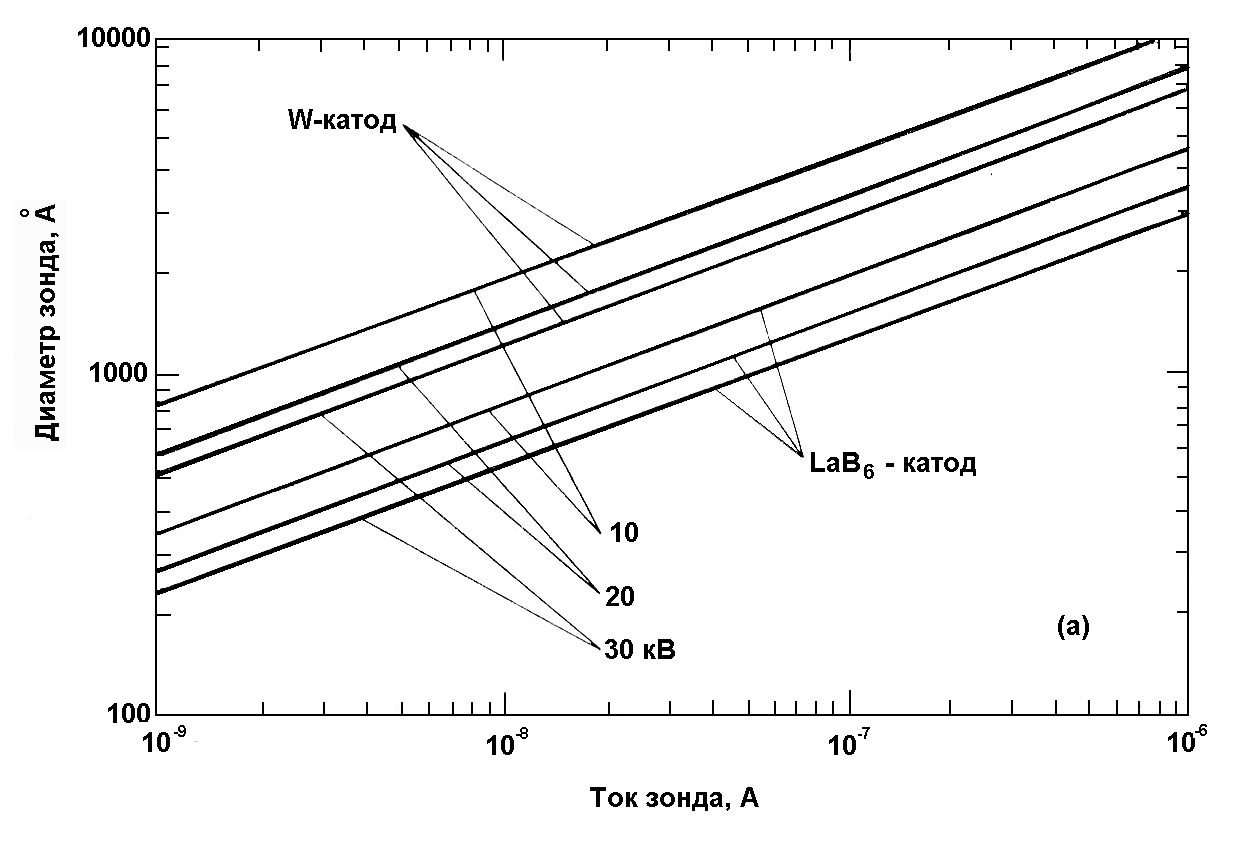 10000
W-катод
Диаметр зонда, Å
1000
LaB₆ - катод
10
20
30 кВ
(а)
100
10⁻⁹
10⁻⁸
10⁻⁷
10⁻⁶
Ток зонда, А